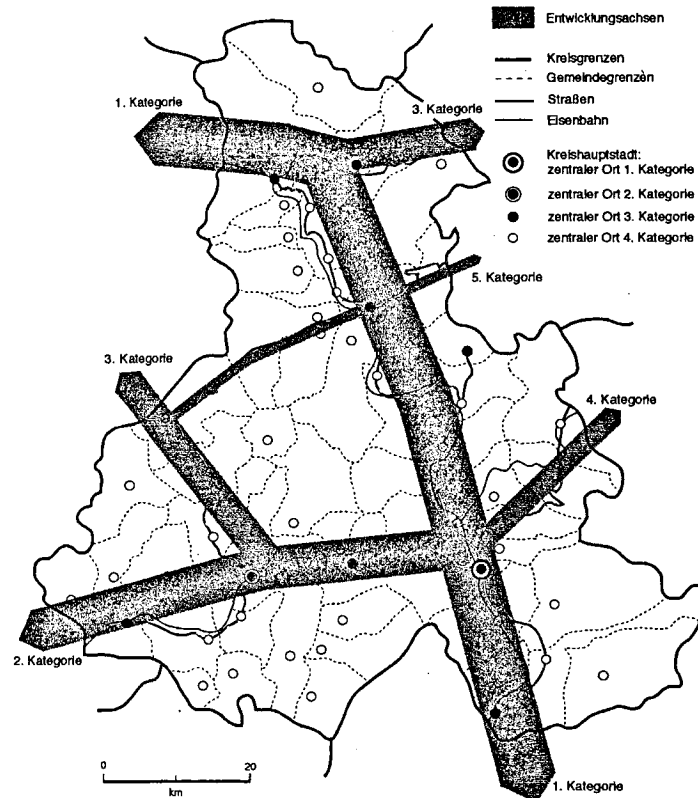 Entwicklungsachsen
Kreisgrenzen
Gemeindegrenzen
Straßen
Eisenbahn
Kreishauptstadt:
zentraler Ort 1. Kategorie
zentraler Ort 2. Kategorie
zentraler Ort 3. Kategorie
zentraler Ort 4. Kategorie
1. Kategorie
3. Kategorie
5. Kategorie
3. Kategorie
4. Kategorie
2. Kategorie
1. Kategorie
0 20
km